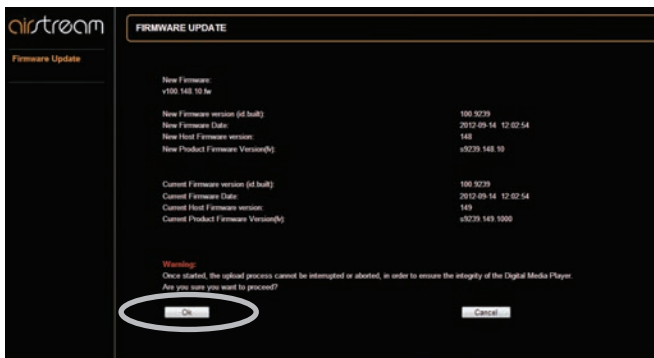 airstream
FIRMWARE UPDATE
Firmware Update
New Firmware:
v100.148.10.fw
New Firmware version (id.built): 100.9239
New Firmware Date: 2012-09-14 12:02:54
New Host Firmware version: 148
New Product Firmware Version(fv): s9239.148.10
Current Firmware version (id.built): 100.9239
Current Firmware Date: 2012-09-14 12:02:54
Current Host Firmware version: 149
Current Product Firmware Version(fv): s9239.149.1000
Warning:
Once started, the upload process cannot be interrupted or aborted, in order to ensure the integrity of the Digital Media Player.
Are you sure you want to proceed?
Ok Cancel